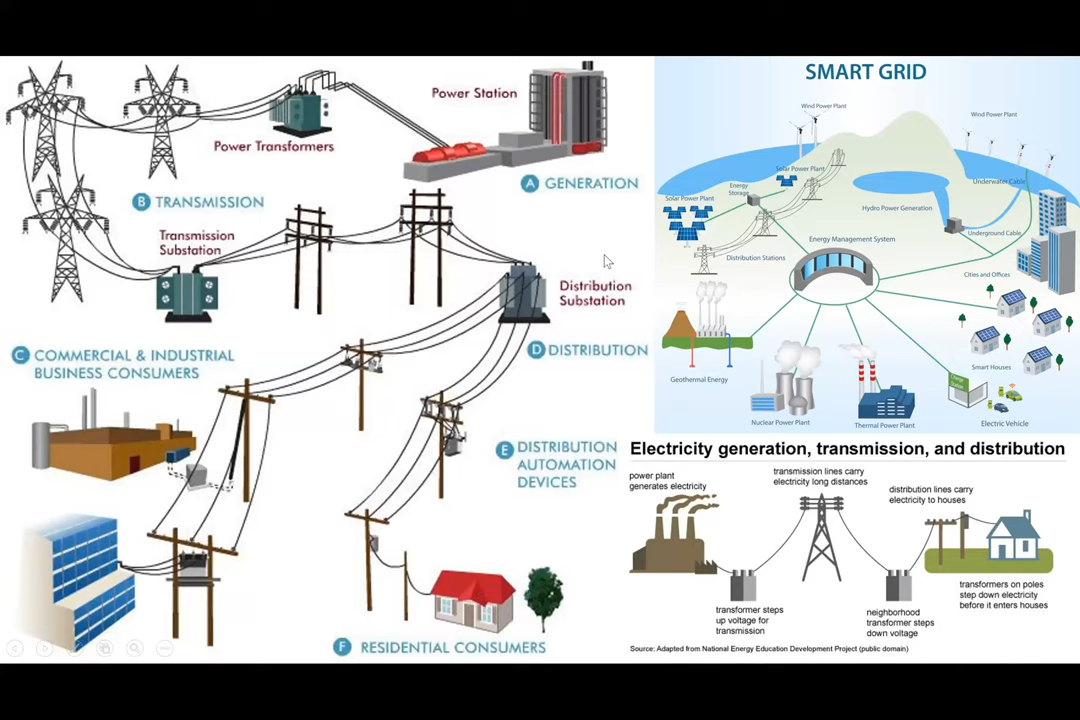 Power Station
Power Transformers
A GENERATION
B TRANSMISSION
Transmission
Substation
Distribution
Substation
C COMMERCIAL & INDUSTRIAL
BUSINESS CONSUMERS
D DISTRIBUTION
E DISTRIBUTION
AUTOMATION
DEVICES
F RESIDENTIAL CONSUMERS
SMART GRID
Wind Power Plant
Wind Power Plant
Solar Power Plant
Underwater Cable
Energy
Storage
Solar Power Plant
Hydro Power Generation
Underground Cable
Energy Management System
Distribution Stations
Cities and Offices
Smart Houses
Geothermal Energy
Charge
Station
Nuclear Power Plant
Thermal Power Plant
Electric Vehicle
Electricity generation, transmission, and distribution
power plant
generates electricity
transmission lines carry
electricity long distances
distribution lines carry
electricity to houses
transformer steps
up voltage for
transmission
neighborhood
transformer steps
down voltage
transformers on poles
step down electricity
before it enters houses
Source: Adapted from National Energy Education Development Project (public domain)